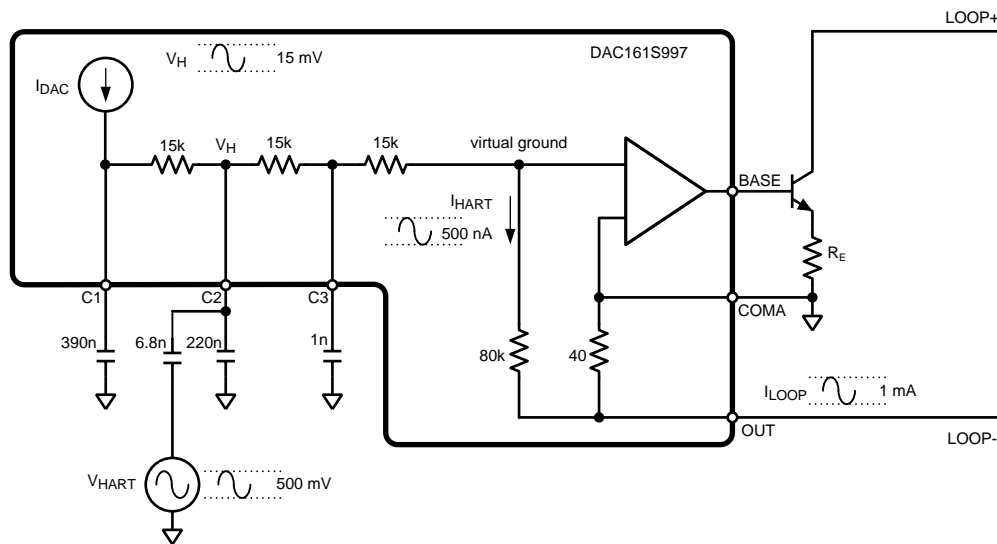 LOOP+
DAC161S997
V_H 15 mV
I_DAC
15k V_H 15k 15k virtual ground
BASE
I_HART
500 nA
R_E
C1 C2 C3
COMA
390n 6.8n 220n 1n
80k 40
I_LOOP 1 mA
OUT
LOOP-
V_HART 500 mV